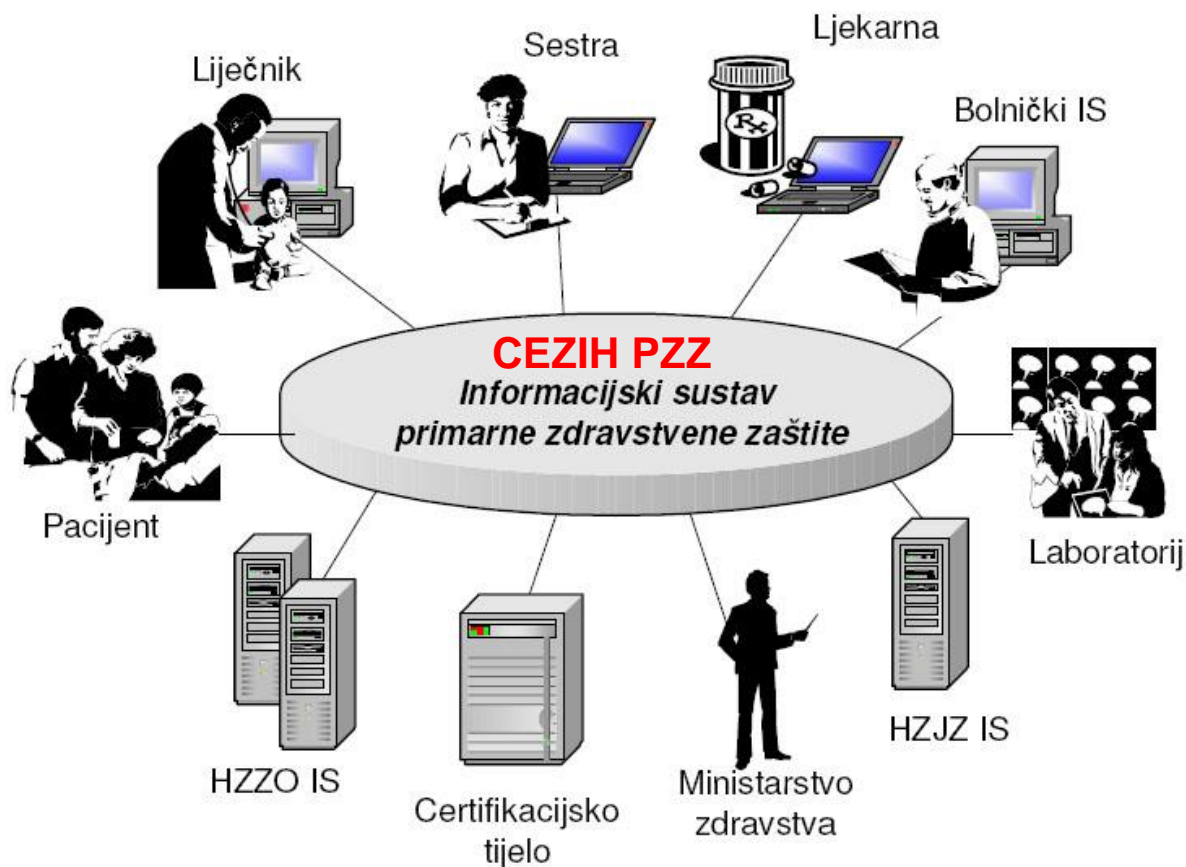 Liječnik
Sestra
Ljekarna
Rx
Bolnički IS
CEZIH PZZ
Informacijski sustav
primarne zdravstvene zaštite
Pacijent
Laboratorij
HZZO IS
Certifikacijsko
tijelo
Ministarstvo
zdravstva
HZJZ IS